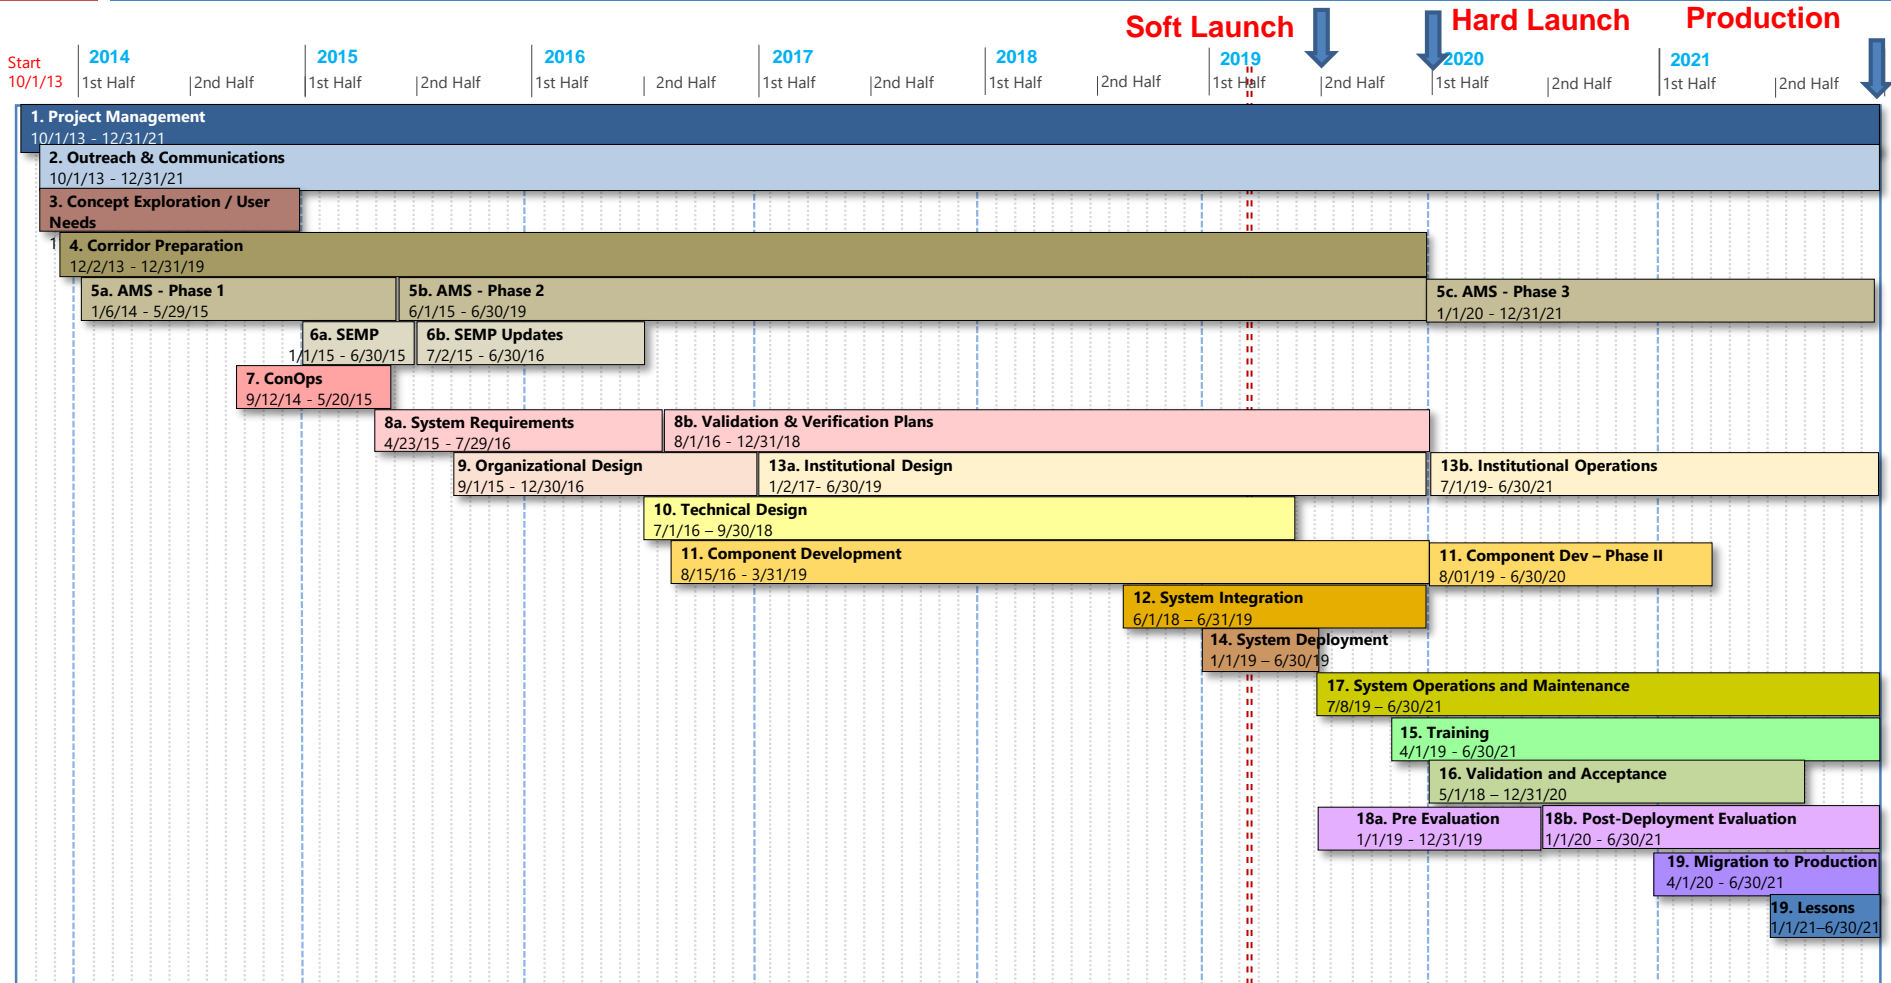 Soft Launch
Hard Launch
Production
Start
10/1/13
2014
2015
2016
2017
2018
2019
2020
2021
1st Half
2nd Half
1st Half
2nd Half
1st Half
2nd Half
1st Half
2nd Half
1st Half
2nd Half
1st Half
2nd Half
1st Half
2nd Half
1st Half
2nd Half
1. Project Management
10/1/13 - 12/31/21
2. Outreach & Communications
10/1/13 - 12/31/21
3. Concept Exploration / User
Needs
1
4. Corridor Preparation
12/2/13 - 12/31/19
5a. AMS - Phase 1
1/6/14 - 5/29/15
5b. AMS - Phase 2
6/1/15 - 6/30/19
5c. AMS - Phase 3
1/1/20 - 12/31/21
6a. SEMP
1/1/15 - 6/30/15
6b. SEMP Updates
7/2/15 - 6/30/16
7. ConOps
9/12/14 - 5/20/15
8a. System Requirements
4/23/15 - 7/29/16
8b. Validation & Verification Plans
8/1/16 - 12/31/18
9. Organizational Design
9/1/15 - 12/30/16
13a. Institutional Design
1/2/17- 6/30/19
13b. Institutional Operations
7/1/19- 6/30/21
10. Technical Design
7/1/16 – 9/30/18
11. Component Development
8/15/16 - 3/31/19
11. Component Dev – Phase II
8/01/19 - 6/30/20
12. System Integration
6/1/18 – 6/31/19
14. System Deployment
1/1/19 – 6/30/19
17. System Operations and Maintenance
7/8/19 – 6/30/21
15. Training
4/1/19 - 6/30/21
16. Validation and Acceptance
5/1/18 – 12/31/20
18a. Pre Evaluation
1/1/19 - 12/31/19
18b. Post-Deployment Evaluation
1/1/20 - 6/30/21
19. Migration to Production
4/1/20 - 6/30/21
19. Lessons
1/1/21–6/30/21